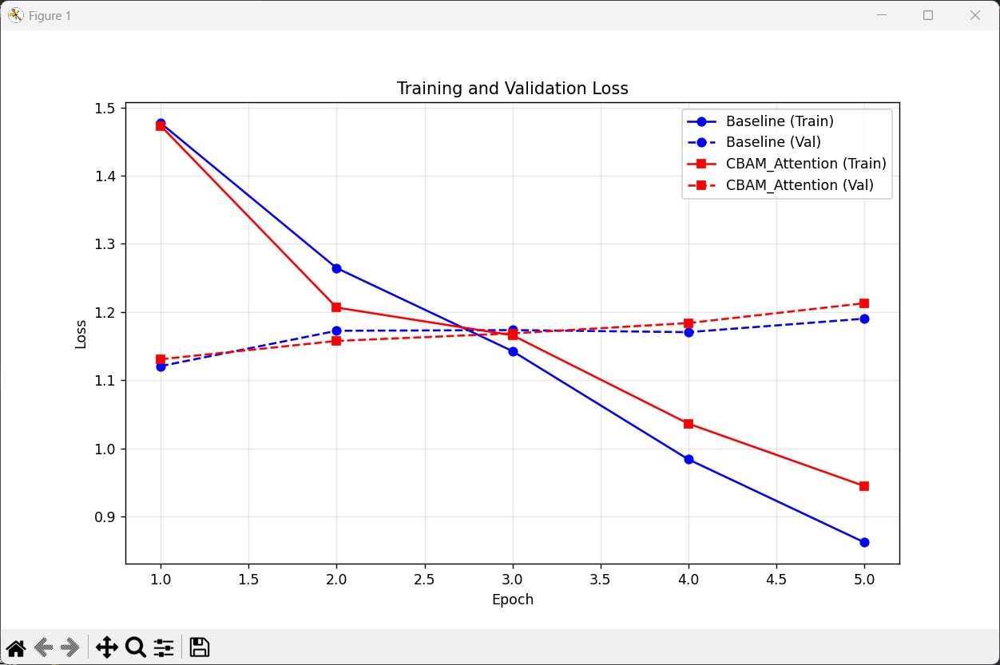 Figure 1
Training and Validation Loss
Baseline (Train)
Baseline (Val)
CBAM_Attention (Train)
CBAM_Attention (Val)
1.5
1.4
1.3
1.2
1.1
1.0
0.9
Loss
1.0 1.5 2.0 2.5 3.0 3.5 4.0 4.5 5.0
Epoch